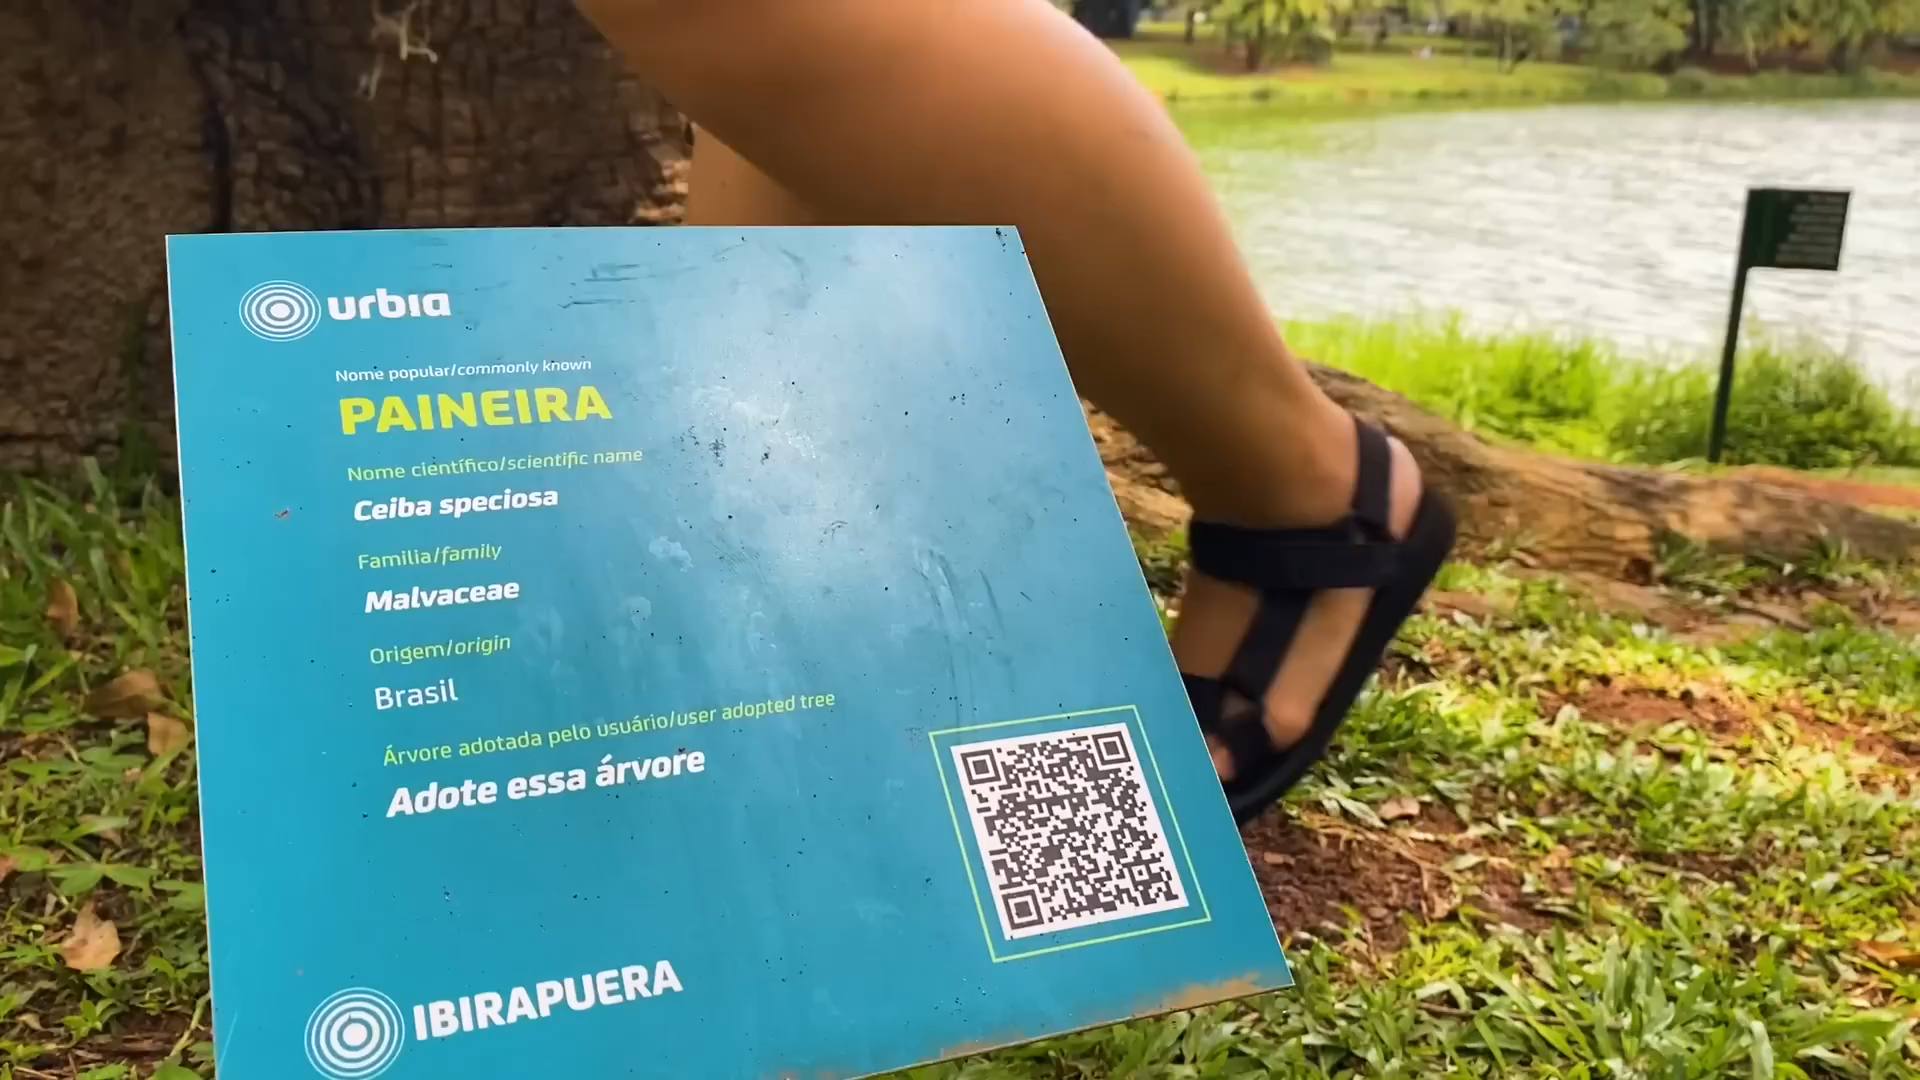 urbia
Nome popular/commonly known
PAINEIRA
Nome científico/scientific name
Ceiba speciosa
Familia/family
Malvaceae
Origem/origin
Brasil
Árvore adotada pelo usuário/user adopted tree
Adote essa árvore
IBIRAPUERA